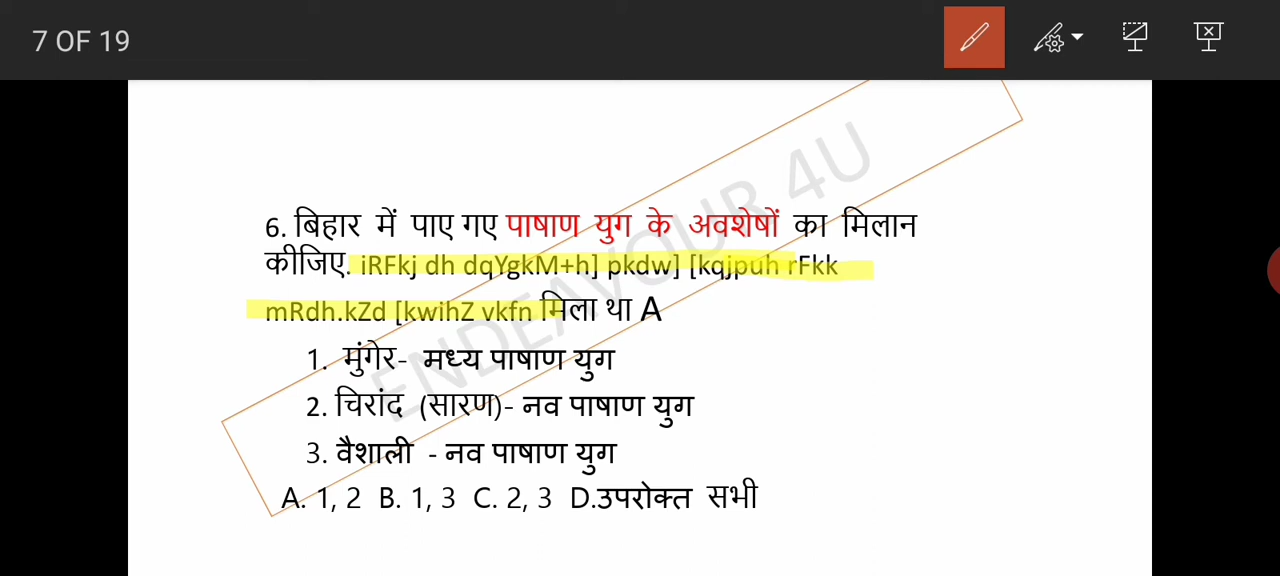 7 OF 19
ENDEAVOUR 4U
6. बिहार में पाए गए पाषाण युग के अवशेषों का मिलान
कीजिए. iRFkj dh dqYgkM+h] pkdw] [kqjpuh rFkk
mRdh.kZd [kwihZ vkfn मिला था A
1. मुंगेर- मध्य पाषाण युग
2. चिरांद (सारण)- नव पाषाण युग
3. वैशाली - नव पाषाण युग
A. 1, 2 B. 1, 3 C. 2, 3 D.उपरोक्त सभी